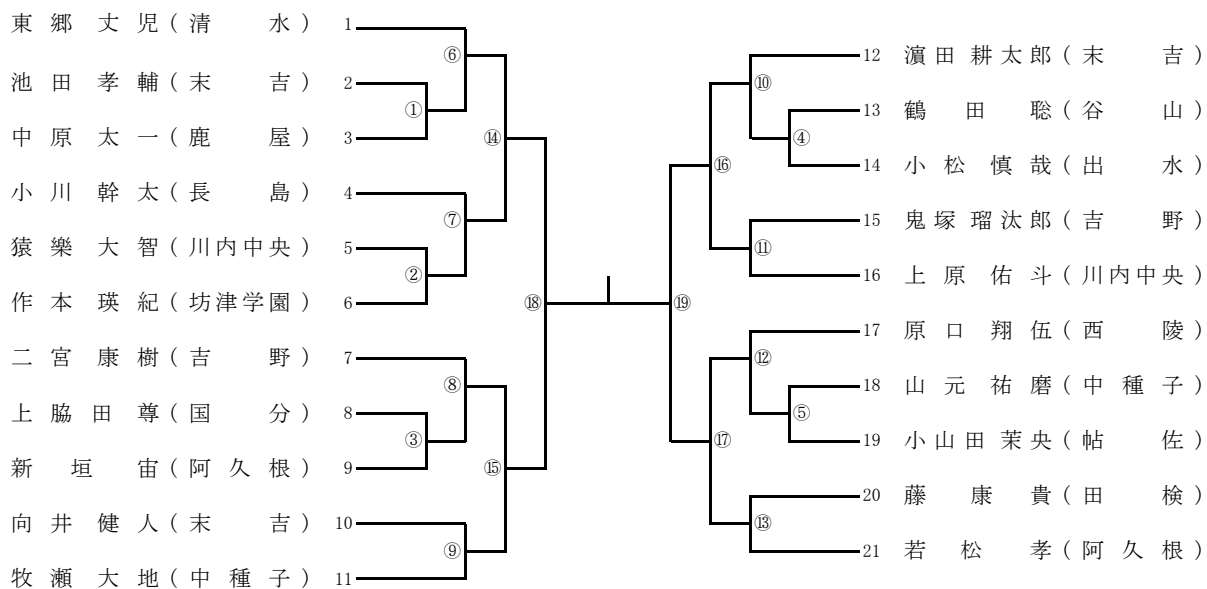 東郷丈児(清水) 1
池田孝輔(末吉) 2
中原太一(鹿屋) 3
小川幹太(長島) 4
猿樂大智(川内中央) 5
作本瑛紀(坊津学園) 6
二宮康樹(吉野) 7
上脇田尊(国分) 8
新垣宙(阿久根) 9
向井健人(末吉) 10
牧瀬大地(中種子) 11
⑥
①
⑭
⑦
②
⑱
⑧
③
⑮
⑨
12 濵田耕太郎(末吉)
13 鶴田聡(谷山)
14 小松慎哉(出水)
15 鬼塚瑠汰郎(吉野)
16 上原佑斗(川内中央)
17 原口翔伍(西陵)
18 山元祐磨(中種子)
19 小山田茉央(帖佐)
20 藤康貴(田検)
21 若松孝(阿久根)
⑩
④
⑯
⑪
⑲
⑫
⑤
⑰
⑬